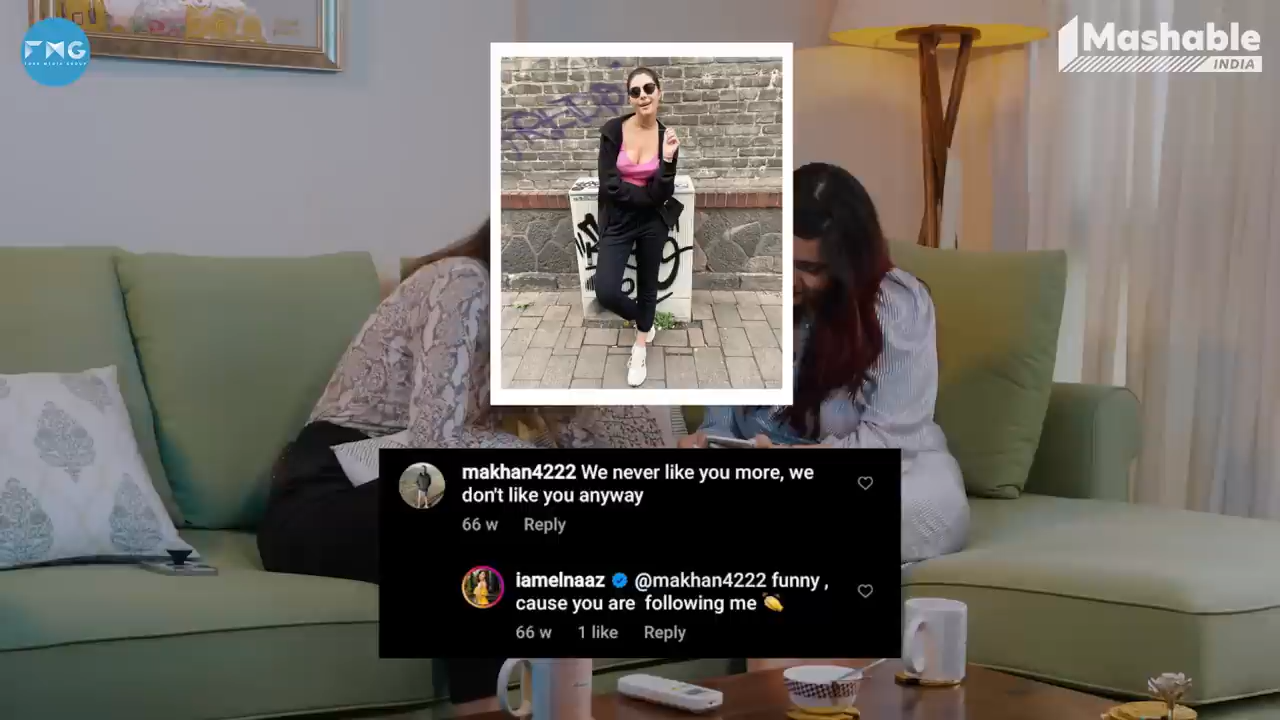 FMG
Mashable
INDIA
makhan4222 We never like you more, we
don't like you anyway
66 w Reply
iamelnaaz @makhan4222 funny ,
cause you are following me
66 w 1 like Reply